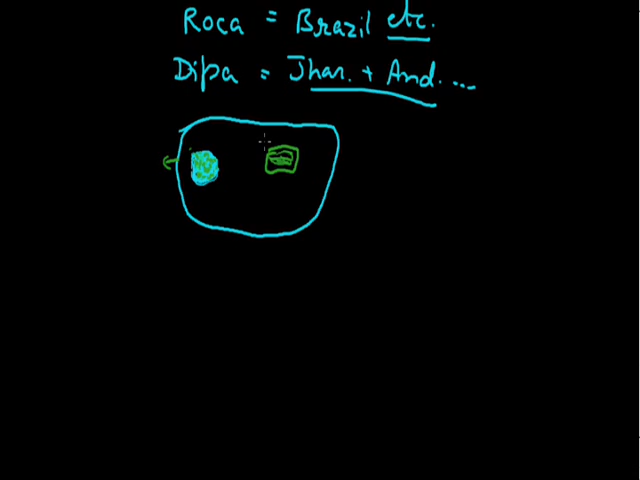 Roca = Brazil etc.
Dipa = Jhar. + And. ...